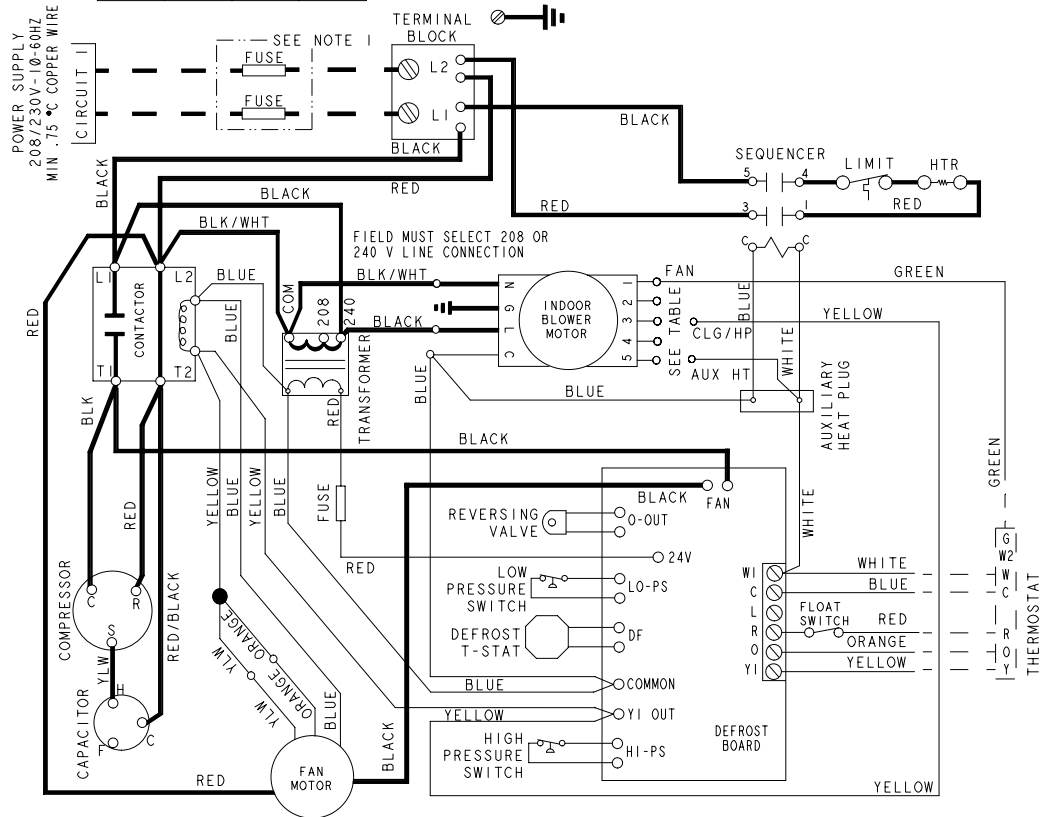 POWER SUPPLY
208/230V-1Ø-60HZ
MIN .75 °C COPPER WIRE
CIRCUIT 1
SEE NOTE 1
FUSE
FUSE
TERMINAL
BLOCK
L2
L1
BLACK
BLACK
RED
BLACK
BLACK
BLK/WHT
BLACK
SEQUENCER
5
4
LIMIT
HTR
3
1
RED
RED
C
C
FIELD MUST SELECT 208 OR
240 V LINE CONNECTION
BLK/WHT
BLACK
L1
L2
CONTACTOR
T1
T2
RED
BLUE
BLUE
COM
208
240
TRANSFORMER
RED
N
G
L
C
INDOOR
BLOWER
MOTOR
1
2
3
4
5
FAN
SEE TABLE
CLG/HP
AUX HT
GREEN
YELLOW
BLUE
WHITE
BLUE
BLUE
AUXILIARY
HEAT PLUG
BLK
RED
BLACK
YELLOW
BLUE
YELLOW
BLUE
FUSE
RED
BLACK
FAN
WHITE
GREEN
REVERSING
VALVE
O-OUT
24V
LOW
PRESSURE
SWITCH
LO-PS
DEFROST
T-STAT
DF
BLUE
COMMON
YELLOW
Y1 OUT
HIGH
PRESSURE
SWITCH
HI-PS
DEFROST
BOARD
W1
C
L
R
O
Y1
WHITE
BLUE
FLOAT
SWITCH
RED
ORANGE
YELLOW
YELLOW
G
W2
W
C
R
O
Y
THERMOSTAT
COMPRESSOR
C
R
S
YLW
RED/BLACK
CAPACITOR
H
C
F
ORANGE
YLW
ORANGE
YLW
BLUE
BLACK
RED
FAN
MOTOR